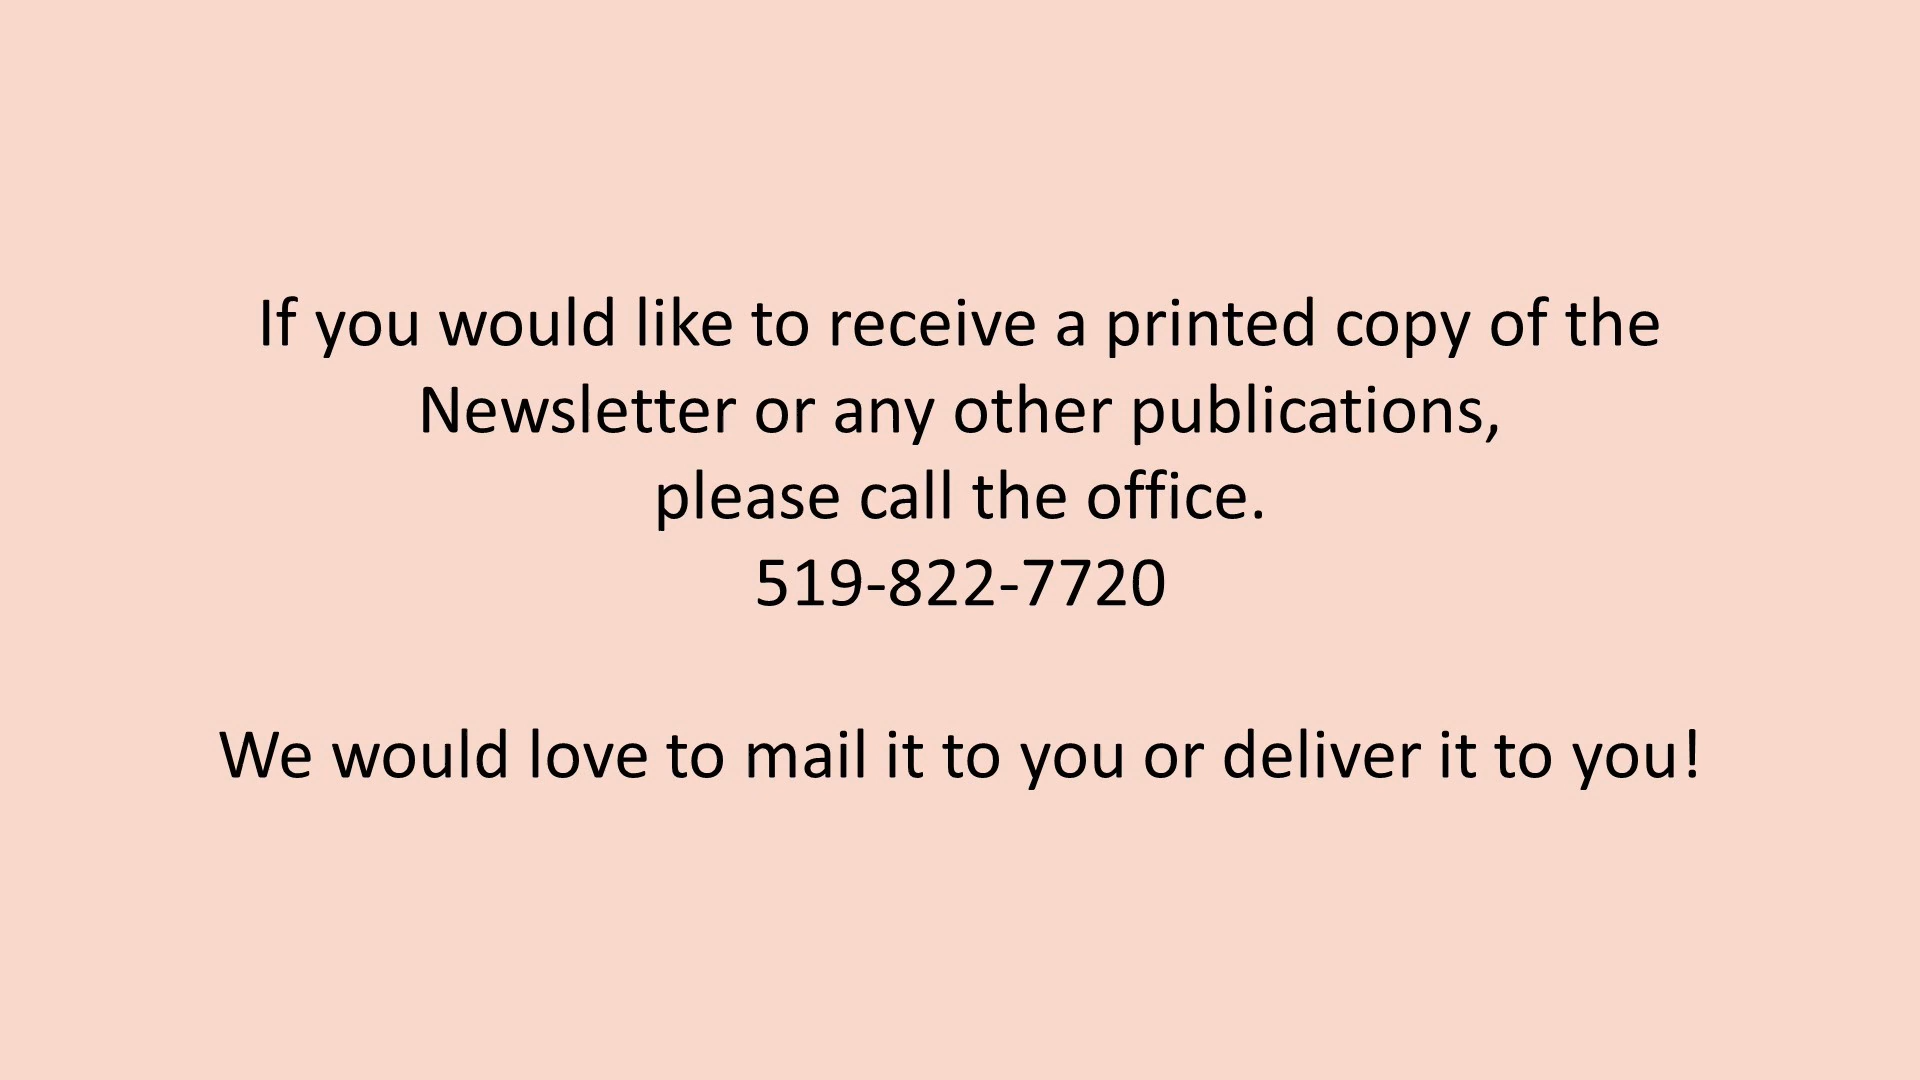 If you would like to receive a printed copy of the
Newsletter or any other publications,
please call the office.
519-822-7720
We would love to mail it to you or deliver it to you!